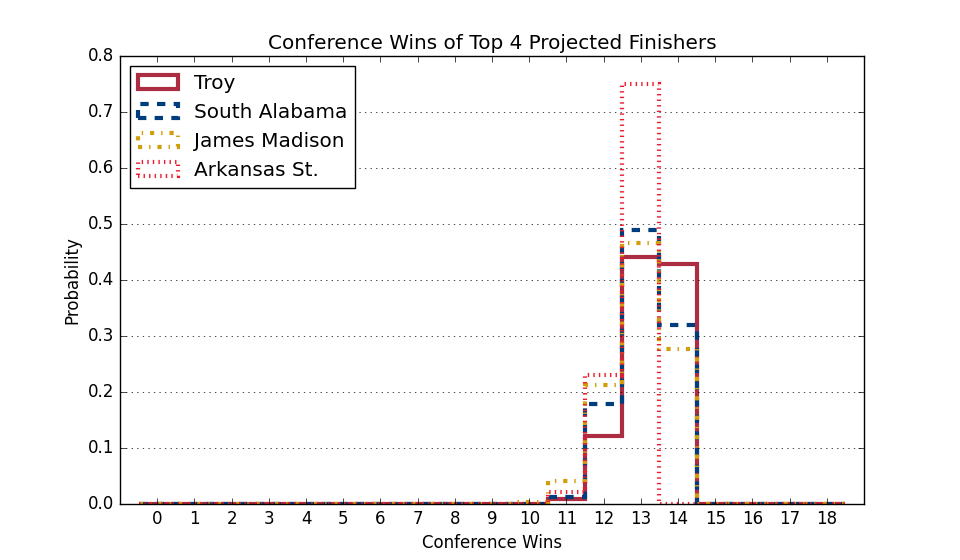 Conference Wins of Top 4 Projected Finishers
0.8
0.7
0.6
0.5
0.4
0.3
0.2
0.1
0.0
Probability
Troy
South Alabama
James Madison
Arkansas St.
0 1 2 3 4 5 6 7 8 9 10 11 12 13 14 15 16 17 18
Conference Wins